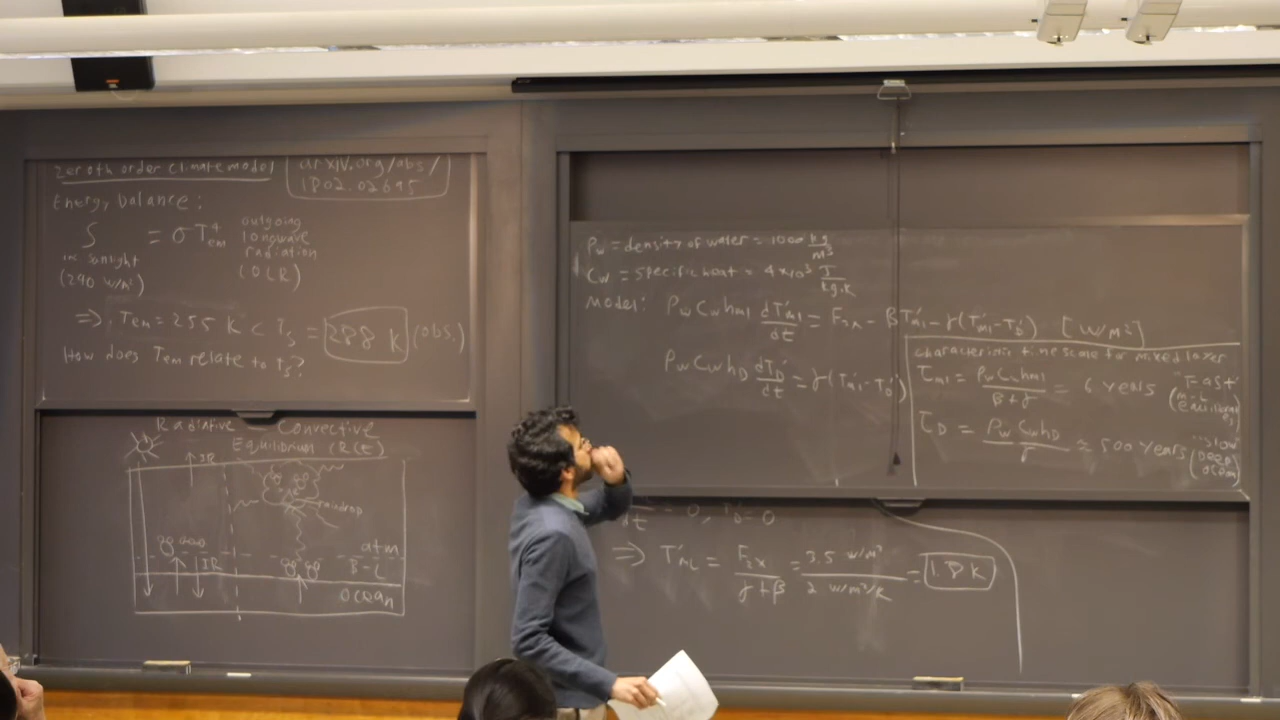 Zeroth order climate model
arxiv.org/abs/
1802.02695
Energy balance:
S = σT⁴em
in sunlight
(240 W/m²)
outgoing
longwave
radiation
(OLR)
⇒ Tem = 255 K < Ts = 288 K (obs.)
How does Tem relate to Ts?
Radiative - Convective
Equilibrium (RCE)
IR
raindrop
atm
B-L
IR
ocean
ρw = density of water = 1000 kg/m³
Cw = specific heat = 4x10³ J/kg.K
Model: ρw Cw hml dT'ml/dt = F2x - βT'ml - γ(T'ml - T'D) [W/m²]
ρw Cw hD dT'D/dt = γ(T'ml - T'D)
characteristic time scale for mixed layer
τml = ρw Cw hml/β+γ = 6 years
"Fast"
τD = ρw Cw hD/γ ≈ 500 years
"slow"
(Deep
ocean)
dt = 0, T'D = 0
⇒ T'ML = F2x/γ+β = 3.5 W/m²/2 W/m²/K = 1.8 K